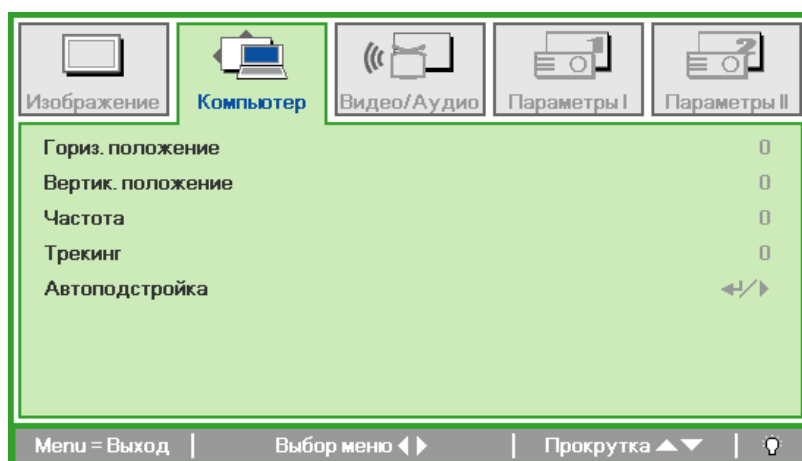 Изображение Компьютер Видео/Аудио Параметры I Параметры II
Гориз. положение 0
Вертик. положение 0
Частота 0
Трекинг 0
Автоподстройка
Menu = Выход | Выбор меню | Прокрутка |